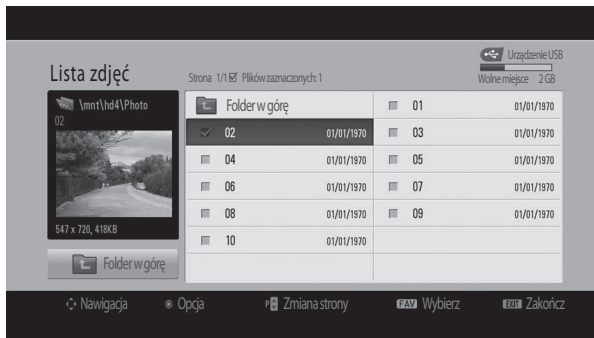 Urządzenie USB
Lista zdjęć
Strona 1/1 Plików zaznaczonych: 1
Wolne miejsce 2 GB
\mnt\hd4\Photo
02
547 x 720, 418KB
Folder w górę
Folder w górę
01 01/01/1970
02 01/01/1970
03 01/01/1970
04 01/01/1970
05 01/01/1970
06 01/01/1970
07 01/01/1970
08 01/01/1970
09 01/01/1970
10 01/01/1970
Nawigacja
Opcja
P Zmiana strony
FAV Wybierz
EXIT Zakończ